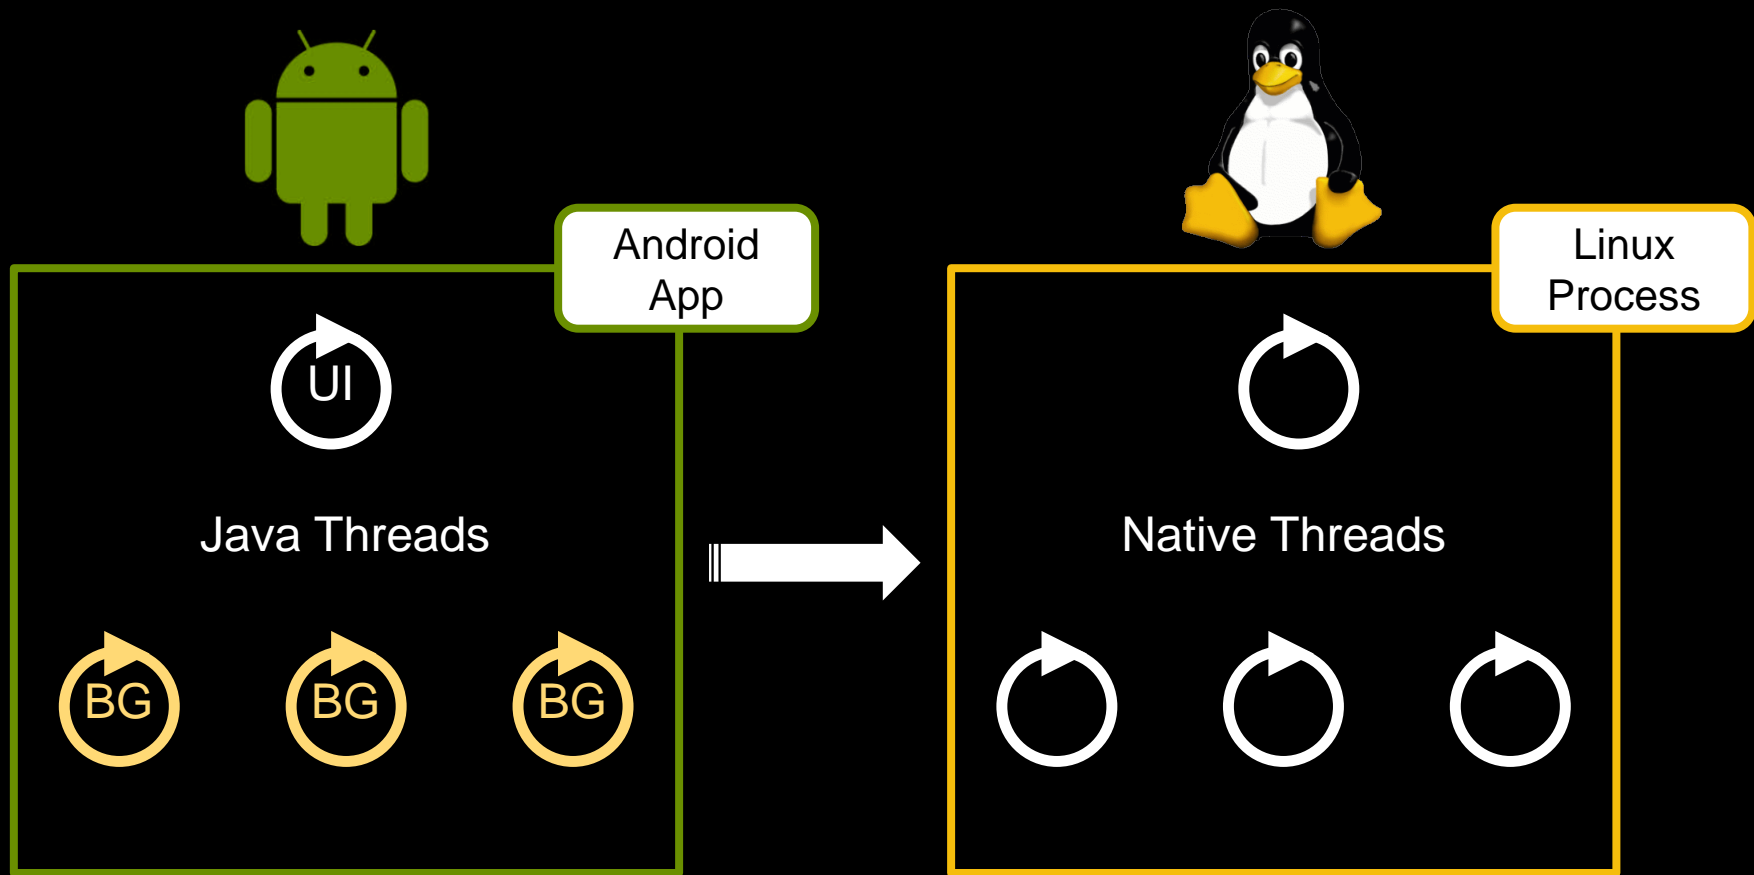 Android
App
UI
Java Threads
BG
BG
BG
Linux
Process
Native Threads